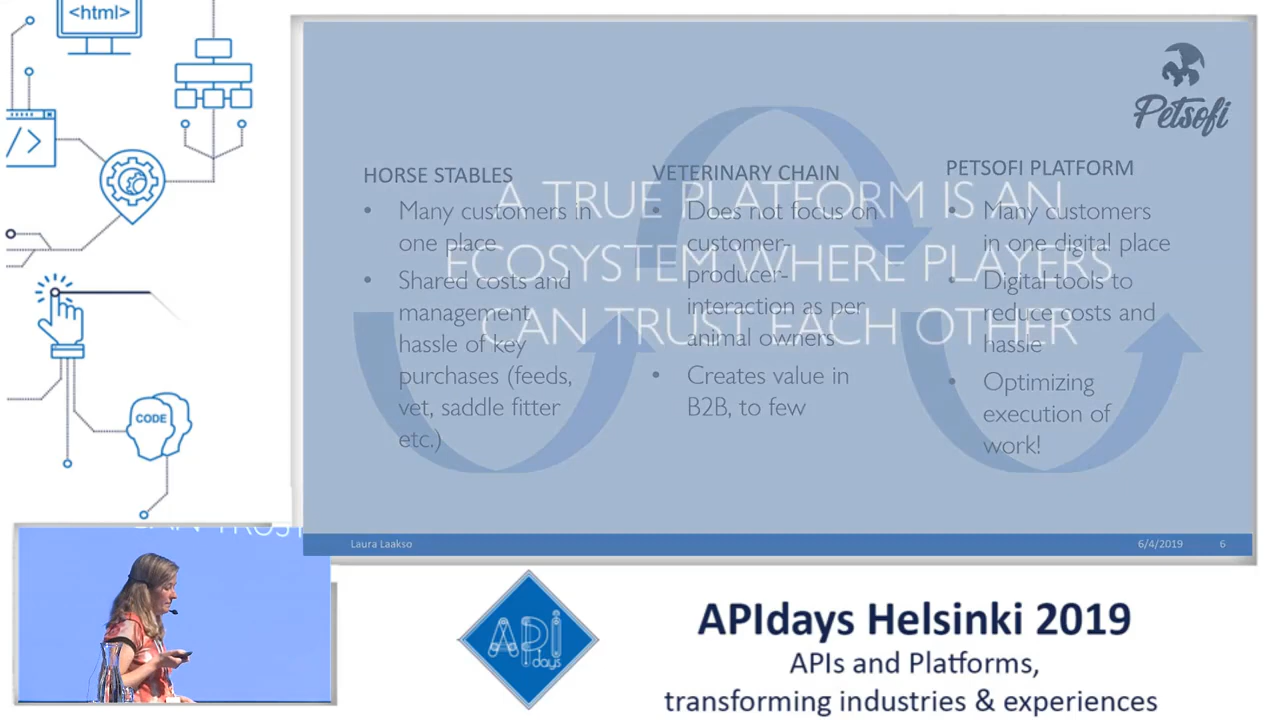 <html>
</>
CODE
Petsofi
A TRUE PLATFORM IS AN
ECOSYSTEM WHERE PLAYERS
CAN TRUST EACH OTHER
HORSE STABLES
• Many customers in
one place
• Shared costs and
management
hassle of key
purchases (feeds,
vet, saddle fitter
etc.)
VETERINARY CHAIN
• Does not focus on
customer-
producer-
interaction as per
animal owners
• Creates value in
B2B, to few
PETSOFI PLATFORM
• Many customers
in one digital place
• Digital tools to
reduce costs and
hassle
• Optimizing
execution of
work!
Laura Laakso
6/4/2019
6
CAN TRUST
APi
days
APIdays Helsinki 2019
APIs and Platforms,
transforming industries & experiences